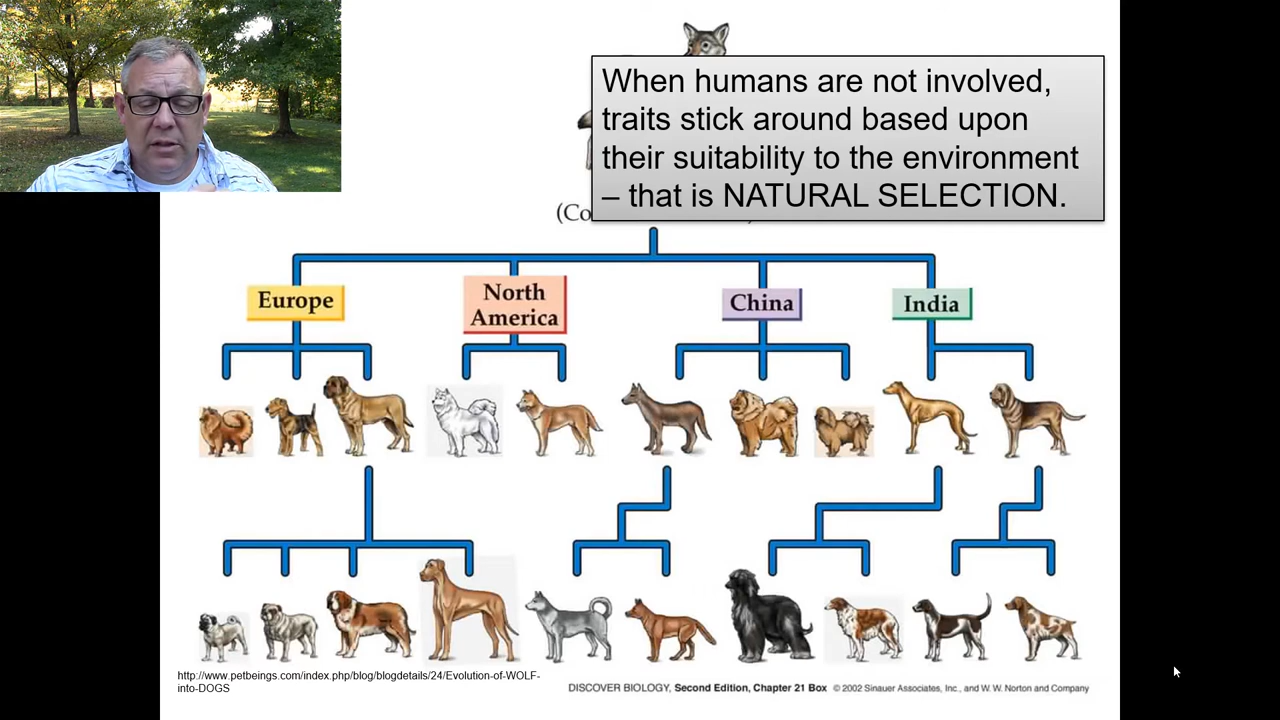 When humans are not involved,
traits stick around based upon
their suitability to the environment
– that is NATURAL SELECTION.
Europe
North
America
China
India
http://www.petbeings.com/index.php/blog/blogdetails/24/Evolution-of-WOLF-
into-DOGS
DISCOVER BIOLOGY, Second Edition, Chapter 21 Box © 2002 Sinauer Associates, Inc., and W. W. Norton and Company